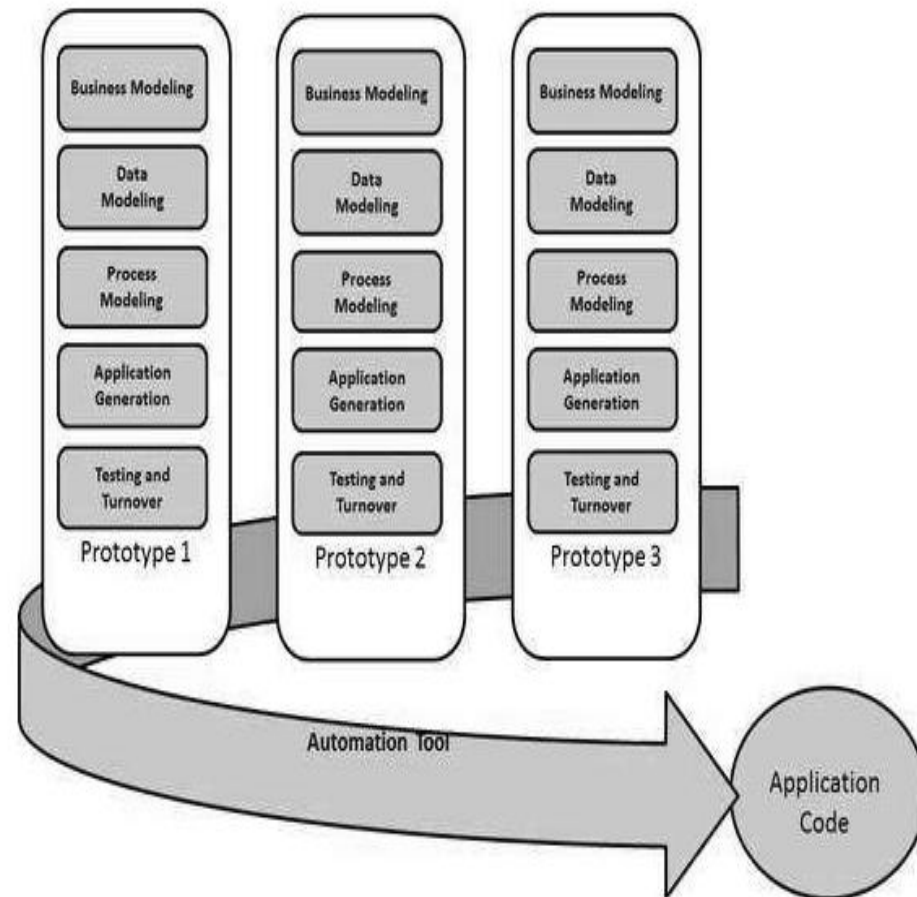 Business Modeling
Data
Modeling
Process
Modeling
Application
Generation
Testing and
Turnover
Prototype 1
Business Modeling
Data
Modeling
Process
Modeling
Application
Generation
Testing and
Turnover
Prototype 2
Business Modeling
Data
Modeling
Process
Modeling
Application
Generation
Testing and
Turnover
Prototype 3
Automation Tool
Application
Code